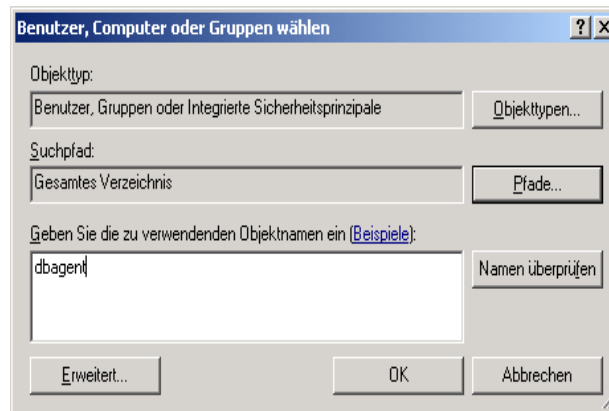 Benutzer, Computer oder Gruppen wählen
Objekttyp:
Benutzer, Gruppen oder Integrierte Sicherheitsprinzipale
Objekttypen...
Suchpfad:
Gesamtes Verzeichnis
Pfade...
Geben Sie die zu verwendenden Objektnamen ein (Beispiele):
dbagent
Namen überprüfen
Erweitert...
OK
Abbrechen